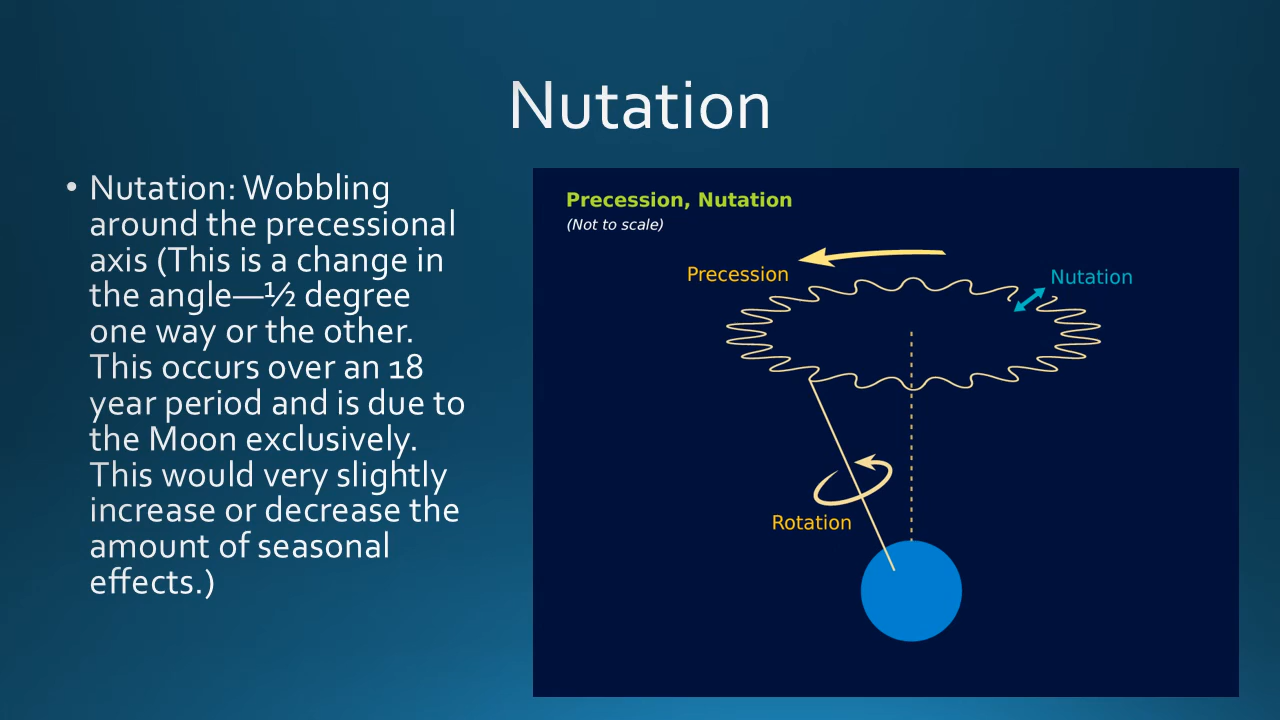 Nutation
• Nutation: Wobbling
around the precessional
axis (This is a change in
the angle—½ degree
one way or the other.
This occurs over an 18
year period and is due to
the Moon exclusively.
This would very slightly
increase or decrease the
amount of seasonal
effects.)
Precession, Nutation
(Not to scale)
Precession
Nutation
Rotation